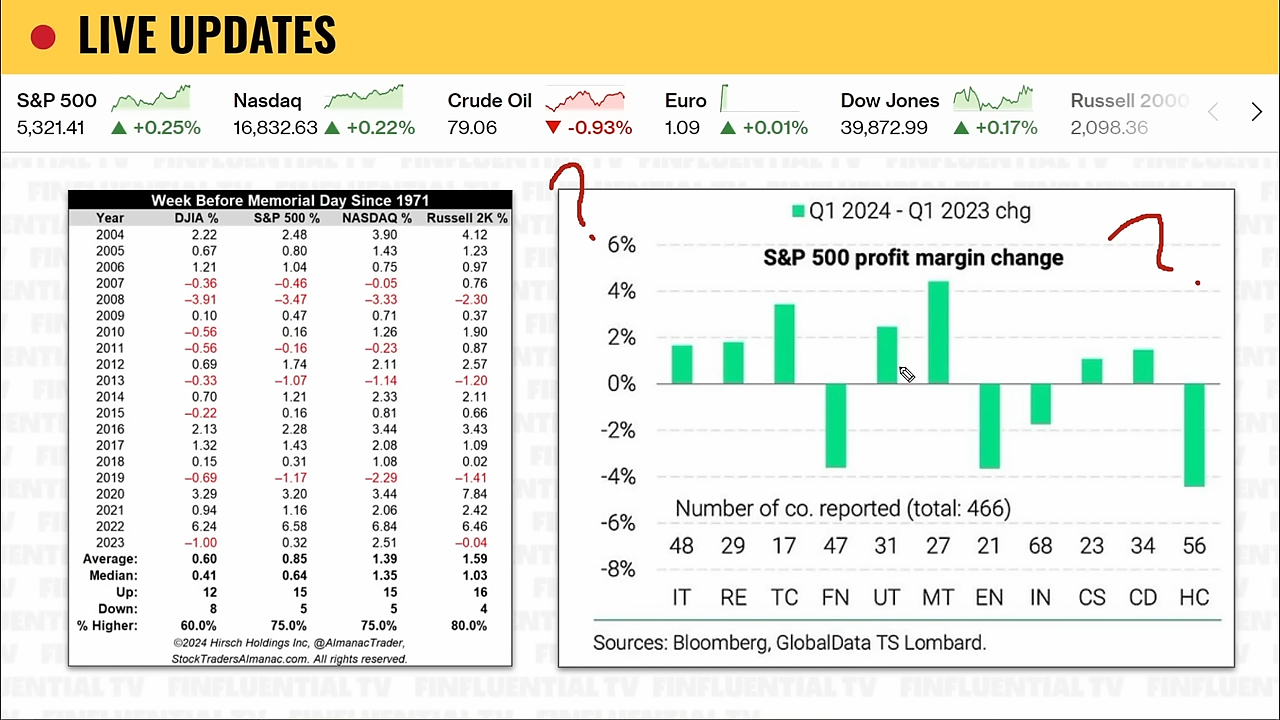 LIVE UPDATES
S&P 500 Nasdaq Crude Oil Euro Dow Jones Russell 2000
5,321.41 ▲ +0.25% 16,832.63 ▲ +0.22% 79.06 ▼ -0.93% 1.09 ▲ +0.01% 39,872.99 ▲ +0.17% 2,098.36
Week Before Memorial Day Since 1971
Year DJIA % S&P 500 % NASDAQ % Russell 2K %
2004 2.22 2.48 3.90 4.12
2005 0.67 0.80 1.43 1.23
2006 1.21 1.04 0.75 0.97
2007 –0.36 –0.46 –0.05 0.76
2008 –3.91 –3.47 –3.33 –2.30
2009 0.10 0.47 0.71 0.37
2010 –0.56 0.16 1.26 1.90
2011 –0.56 –0.16 –0.23 0.87
2012 0.69 1.74 2.11 2.57
2013 –0.33 –1.07 –1.14 –1.20
2014 0.70 1.21 2.33 2.11
2015 –0.22 0.16 0.81 0.66
2016 2.13 2.28 3.44 3.43
2017 1.32 1.43 2.08 1.09
2018 0.15 0.31 1.08 0.02
2019 –0.69 –1.17 –2.29 –1.41
2020 3.29 3.20 3.44 7.84
2021 0.94 1.16 2.06 2.42
2022 6.24 6.58 6.84 6.46
2023 –1.00 0.32 2.51 –0.04
Average: 0.60 0.85 1.39 1.59
Median: 0.41 0.64 1.35 1.03
Up: 12 15 15 16
Down: 8 5 5 4
% Higher: 60.0% 75.0% 75.0% 80.0%
©2024 Hirsch Holdings Inc, @AlmanacTrader,
StockTradersAlmanac.com. All rights reserved.
?
?
Q1 2024 - Q1 2023 chg
S&P 500 profit margin change
6%
4%
2%
0%
-2%
-4%
-6%
-8%
Number of co. reported (total: 466)
48 29 17 47 31 27 21 68 23 34 56
IT RE TC FN UT MT EN IN CS CD HC
Sources: Bloomberg, GlobalData TS Lombard.
FINFLUENTIAL TV